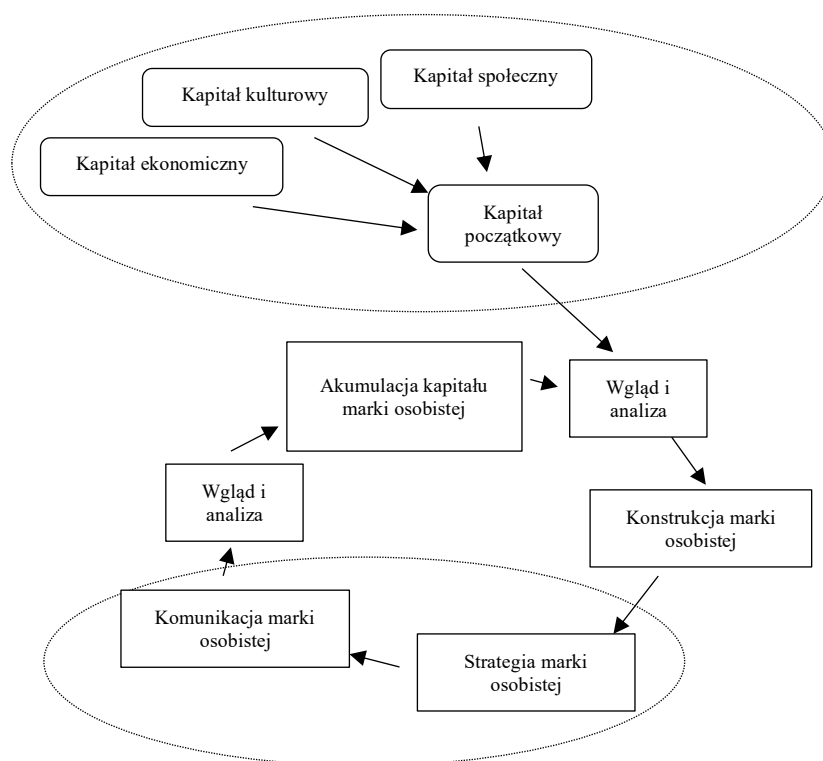 Kapitał społeczny
Kapitał kulturowy
Kapitał ekonomiczny
Kapitał
początkowy
Akumulacja kapitału
marki osobistej
Wgląd i
analiza
Wgląd i
analiza
Konstrukcja marki
osobistej
Komunikacja marki
osobistej
Strategia marki
osobistej